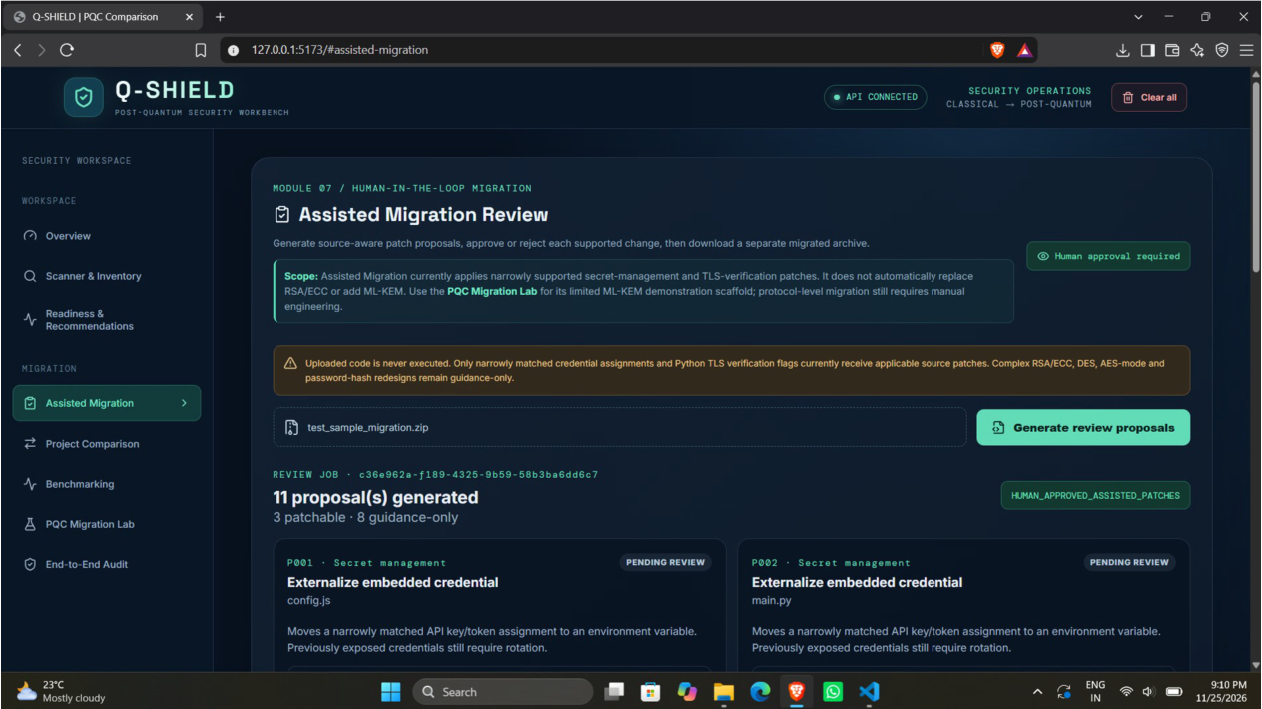 Q-SHIELD | PQC Comparison
127.0.0.1:5173/#assisted-migration
Q-SHIELD
POST-QUANTUM SECURITY WORKBENCH
API CONNECTED
SECURITY OPERATIONS
CLASSICAL → POST-QUANTUM
Clear all
SECURITY WORKSPACE
WORKSPACE
Overview
Scanner & Inventory
Readiness &
Recommendations
MIGRATION
Assisted Migration
Project Comparison
Benchmarking
PQC Migration Lab
End-to-End Audit
MODULE 07 / HUMAN-IN-THE-LOOP MIGRATION
Assisted Migration Review
Generate source-aware patch proposals, approve or reject each supported change, then download a separate migrated archive.
Human approval required
Scope: Assisted Migration currently applies narrowly supported secret-management and TLS-verification patches. It does not automatically replace
RSA/ECC or add ML-KEM. Use the PQC Migration Lab for its limited ML-KEM demonstration scaffold; protocol-level migration still requires manual
engineering.
Uploaded code is never executed. Only narrowly matched credential assignments and Python TLS verification flags currently receive applicable source patches. Complex RSA/ECC, DES, AES-mode and
password-hash redesigns remain guidance-only.
test_sample_migration.zip
Generate review proposals
REVIEW JOB · c36e962a-f189-4325-9b59-58b3ba6dd6c7
11 proposal(s) generated
3 patchable · 8 guidance-only
HUMAN_APPROVED_ASSISTED_PATCHES
P001 · Secret management
PENDING REVIEW
Externalize embedded credential
config.js
Moves a narrowly matched API key/token assignment to an environment variable.
Previously exposed credentials still require rotation.
P002 · Secret management
PENDING REVIEW
Externalize embedded credential
main.py
Moves a narrowly matched API key/token assignment to an environment variable.
Previously exposed credentials still require rotation.
23°C
Mostly cloudy
Search
ENG
IN
9:10 PM
11/25/2026